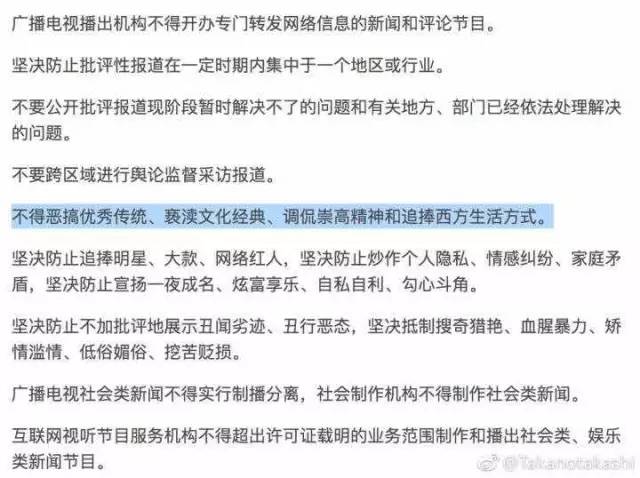 广播电视播出机构不得开办专门转发网络信息的新闻和评论节目。
坚决防止批评性报道在一定时期内集中于一个地区或行业。
不要公开批评报道现阶段暂时解决不了的问题和有关地方、部门已经依法处理解决
的问题。
不要跨区域进行舆论监督采访报道。
不得恶搞优秀传统、亵渎文化经典、调侃崇高精神和追捧西方生活方式。
坚决防止追捧明星、大款、网络红人，坚决防止炒作个人隐私、情感纠纷、家庭矛
盾，坚决防止宣扬一夜成名、炫富享乐、自私自利、勾心斗角。
坚决防止不加批评地展示丑闻劣迹、丑行恶态，坚决抵制搜奇猎艳、血腥暴力、矫
情滥情、低俗媚俗、挖苦贬损。
广播电视社会类新闻不得实行制播分离，社会制作机构不得制作社会类新闻。
互联网视听节目服务机构不得超出许可证载明的业务范围制作和播出社会类、娱乐
类新闻节目。
@Takanotakashi